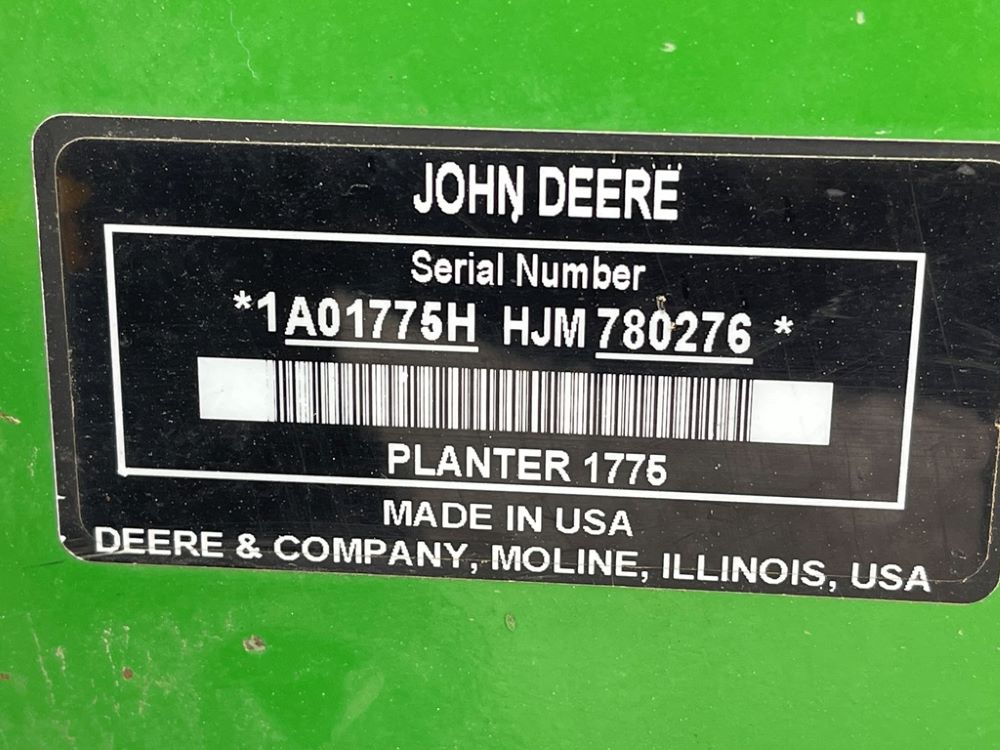 JOHN DEERE
Serial Number
*1A01775H HJM 780276 *
PLANTER 1775
MADE IN USA
DEERE & COMPANY, MOLINE, ILLINOIS, USA